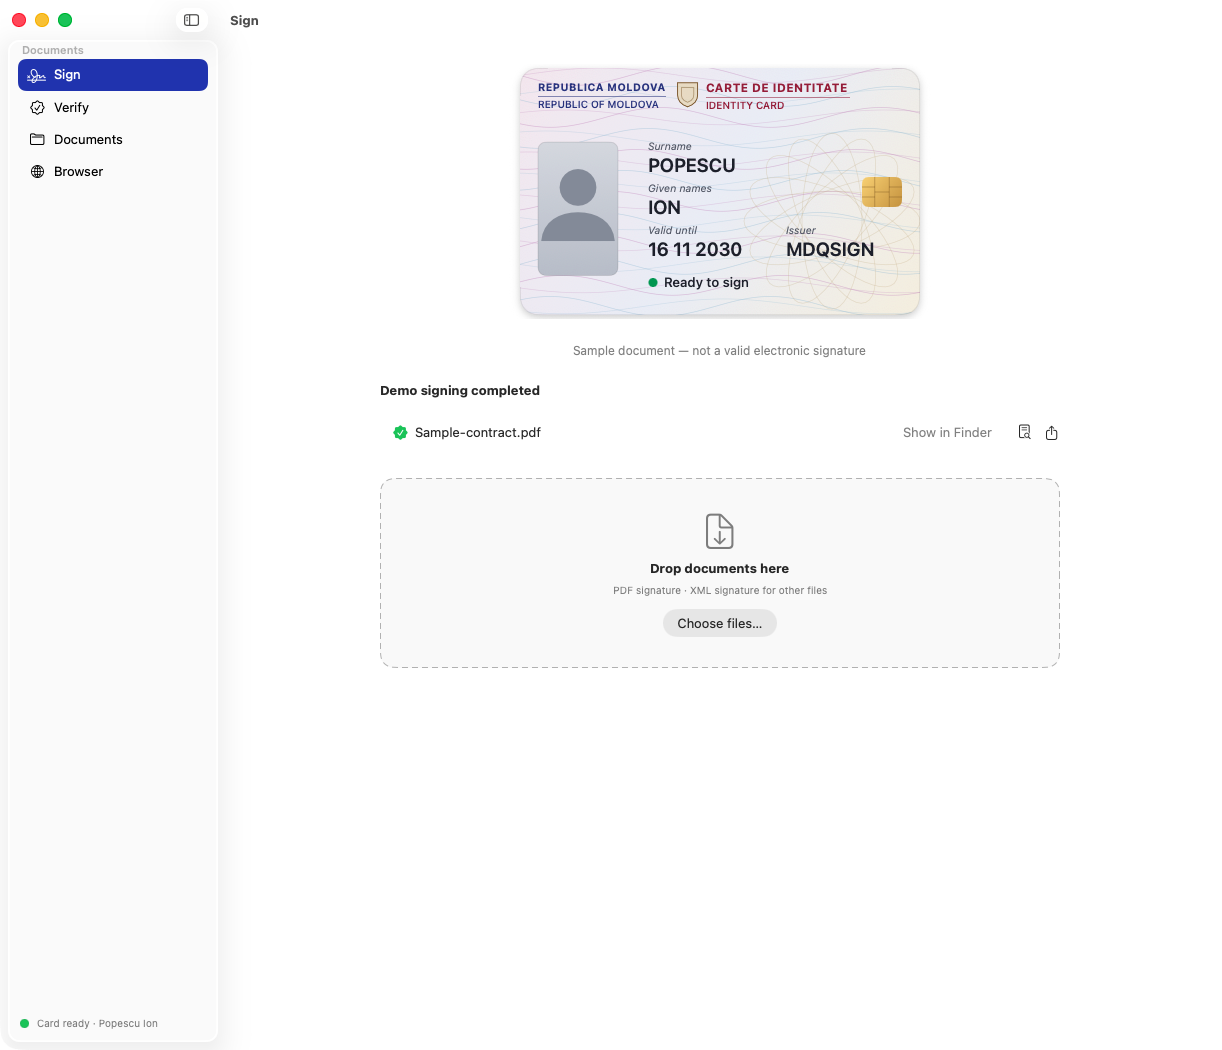 Sign
Documents
Sign
Verify
Documents
Browser
REPUBLICA MOLDOVA
REPUBLIC OF MOLDOVA
CARTE DE IDENTITATE
IDENTITY CARD
Surname
POPESCU
Given names
ION
Valid until
16 11 2030
Issuer
MDQSIGN
Ready to sign
Sample document — not a valid electronic signature
Demo signing completed
Sample-contract.pdf
Show in Finder
Drop documents here
PDF signature · XML signature for other files
Choose files...
Card ready · Popescu Ion